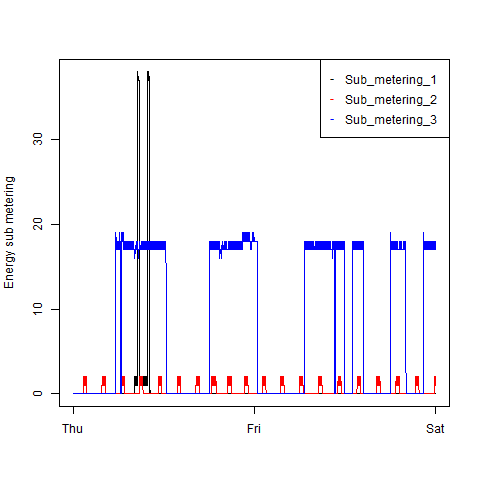 Sub_metering_1
Sub_metering_2
Sub_metering_3
Energy sub metering
30
20
10
0
Thu Fri Sat